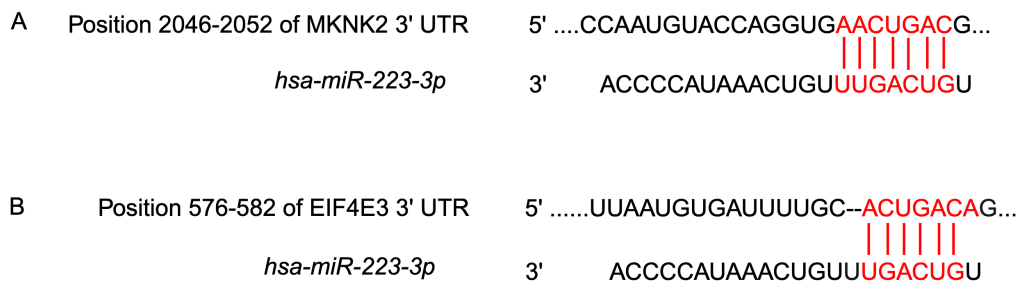 A Position 2046-2052 of MKNK2 3' UTR 5' ....CCAAUGUACCAGGUGAACUGACG...
hsa-miR-223-3p 3' ACCCCAUAAACUGUUUGACUGU
B Position 576-582 of EIF4E3 3' UTR 5' ......UUAAUGUGAUUUUGC--ACUGACAG...
hsa-miR-223-3p 3' ACCCCAUAAACUGUUUGACUGU